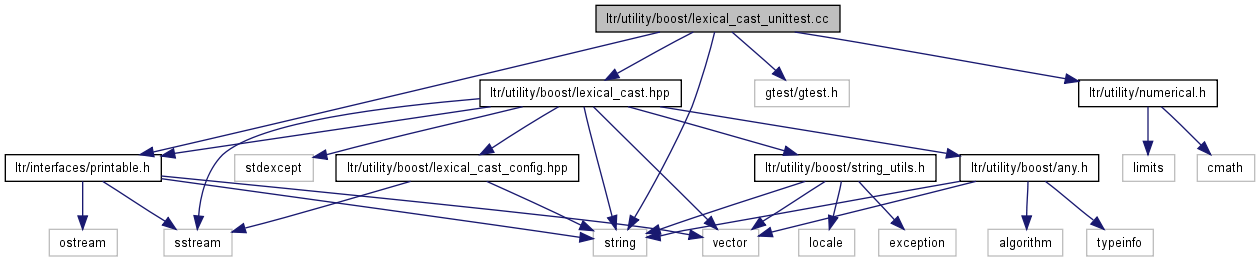 ltr/utility/boost/lexical_cast_unittest.cc
ltr/utility/boost/lexical_cast.hpp
gtest/gtest.h
ltr/utility/numerical.h
ltr/interfaces/printable.h
stdexcept
ltr/utility/boost/lexical_cast_config.hpp
ltr/utility/boost/string_utils.h
ltr/utility/boost/any.h
limits
cmath
ostream
sstream
string
vector
locale
exception
algorithm
typeinfo